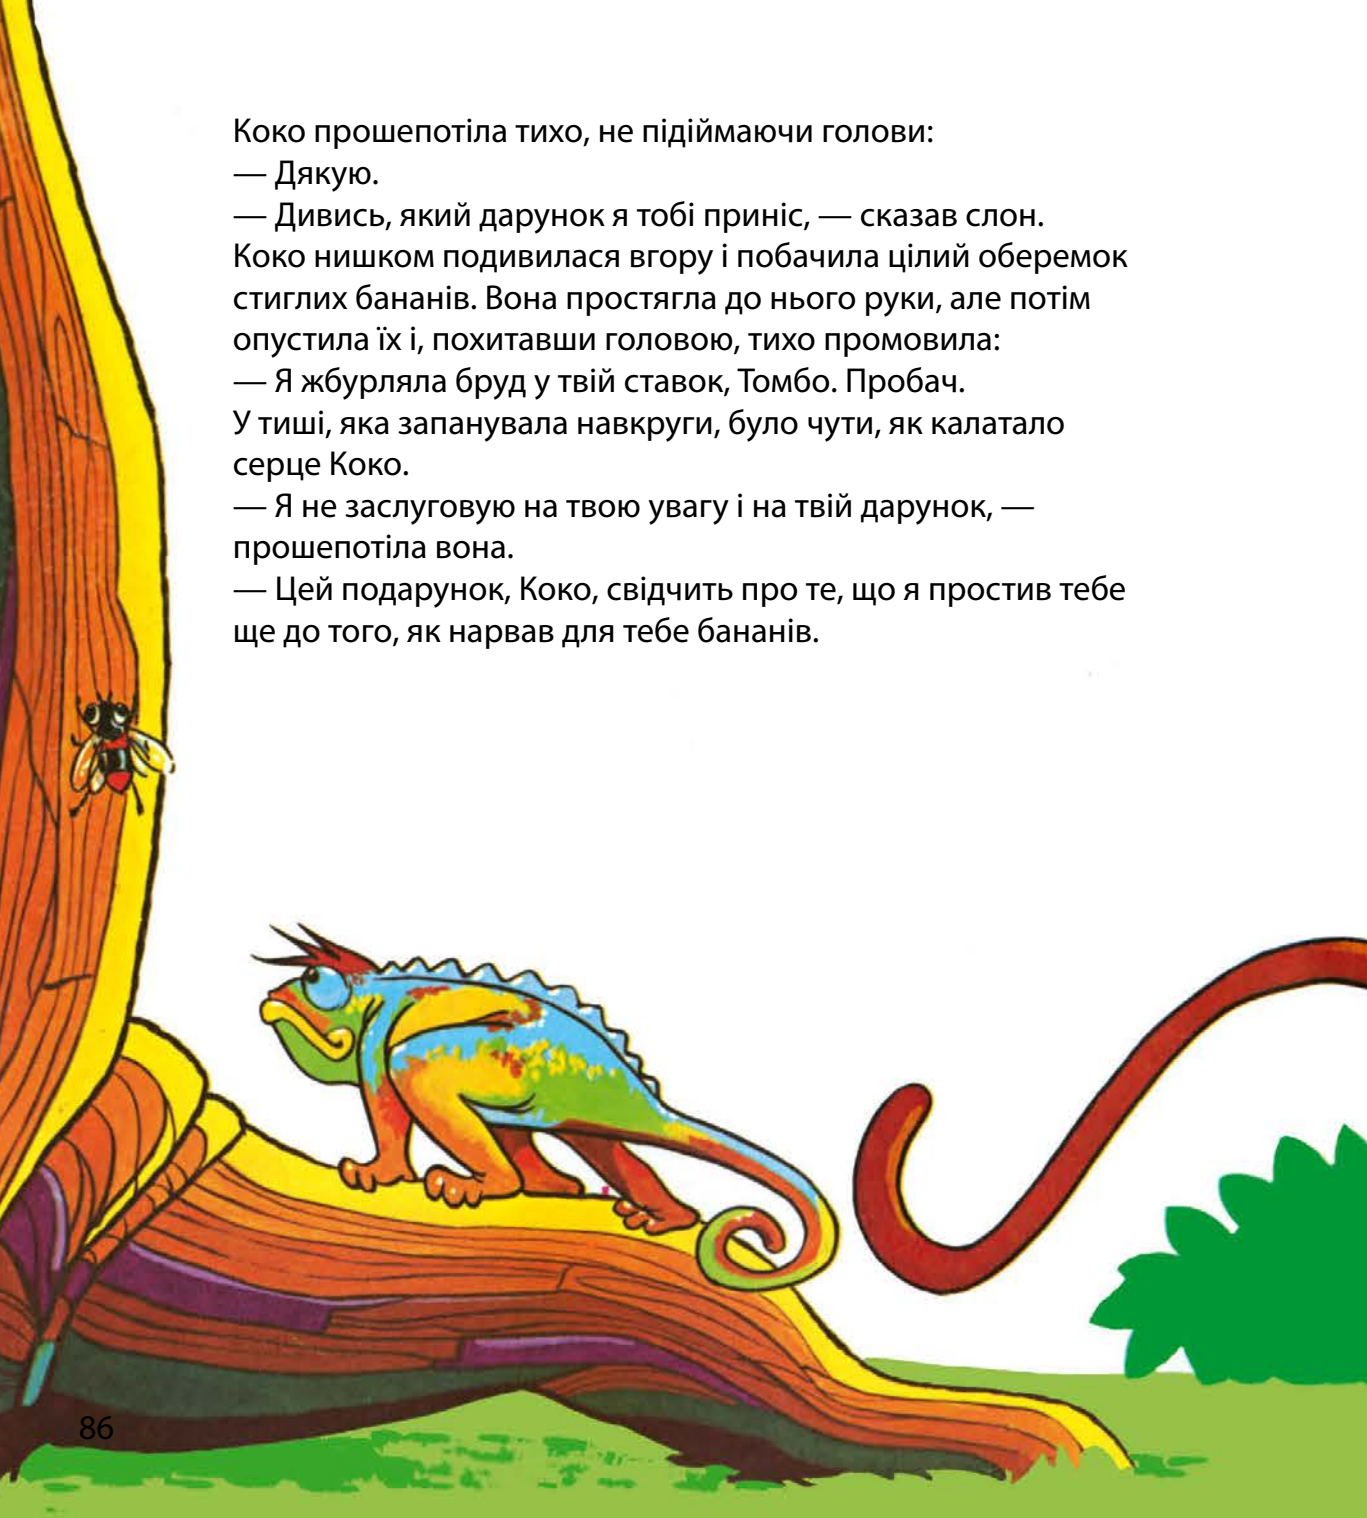 Коко прошепотіла тихо, не підіймаючи голови:
— Дякую.
— Дивись, який дарунок я тобі приніс, — сказав слон.
Коко нишком подивилася вгору і побачила цілий оберемок
стиглих бананів. Вона простягла до нього руки, але потім
опустила їх і, похитавши головою, тихо промовила:
— Я жбурляла бруд у твій ставок, Томбо. Пробач.
У тиші, яка запанувала навкруги, було чути, як калатало
серце Коко.
— Я не заслуговую на твою увагу і на твій дарунок, —
прошепотіла вона.
— Цей подарунок, Коко, свідчить про те, що я простив тебе
ще до того, як нарвав для тебе бананів.
86